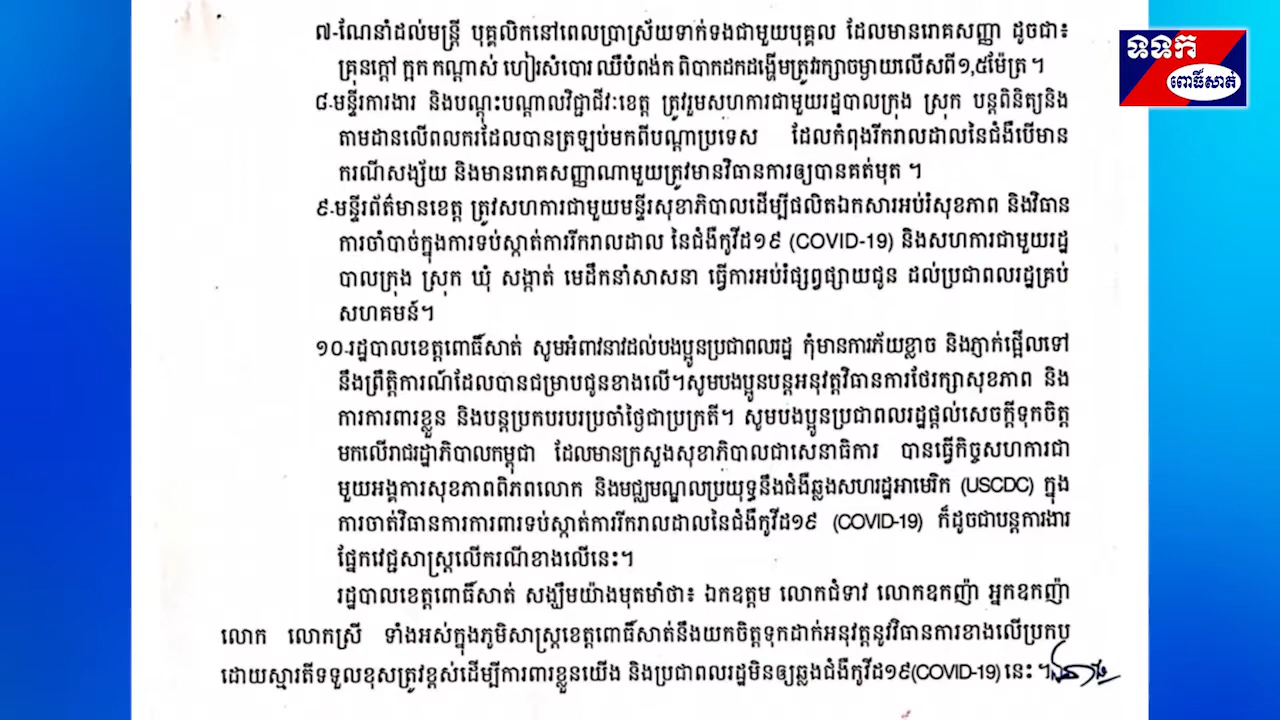 ៧-ណែនាំដល់មន្ត្រី បុគ្គលិកនៅពេលប្រាស្រ័យទាក់ទងជាមួយបុគ្គល ដែលមានរោគសញ្ញា ដូចជា៖
ទទក
ពោធិ៍សាត់
គ្រុនក្តៅ ក្អក កណ្តាស់ ហៀរសំបោរ ឈឺបំពង់ក ពិបាកដកដង្ហើមត្រូវរក្សាចម្ងាយលើសពី១,៥ម៉ែត្រ ។
៨-មន្ទីរការងារ និងបណ្តុះបណ្តាលវិជ្ជាជីវៈខេត្ត ត្រូវរួមសហការជាមួយរដ្ឋបាលក្រុង ស្រុក បន្តពិនិត្យនិង
តាមដានលើពលករដែលបានត្រឡប់មកពីបណ្តាប្រទេស ដែលកំពុងរីករាលដាលនៃជំងឺបើមាន
ករណីសង្ស័យ និងមានរោគសញ្ញាណាមួយត្រូវមានវិធានការឲ្យបានគត់មុត ។
៩-មន្ទីរព័ត៌មានខេត្ត ត្រូវសហការជាមួយមន្ទីរសុខាភិបាលដើម្បីផលិតឯកសារអប់រំសុខភាព និងវិធាន
ការចាំបាច់ក្នុងការទប់ស្កាត់ការរីករាលដាល នៃជំងឺកូវីដ១៩ (COVID-19) និងសហការជាមួយរដ្ឋ
បាលក្រុង ស្រុក ឃុំ សង្កាត់ មេដឹកនាំសាសនា ធ្វើការអប់រំផ្សព្វផ្សាយជូន ដល់ប្រជាពលរដ្ឋគ្រប់
សហគមន៍។
១០-រដ្ឋបាលខេត្តពោធិ៍សាត់ សូមអំពាវនាវដល់បងប្អូនប្រជាពលរដ្ឋ កុំមានការភ័យខ្លាច និងភ្ញាក់ផ្អើលទៅ
នឹងព្រឹត្តិការណ៍ដែលបានជម្រាបជូនខាងលើ។សូមបងប្អូនបន្តអនុវត្តវិធានការថែរក្សាសុខភាព និង
ការការពារខ្លួន និងបន្តប្រកបរបរប្រចាំថ្ងៃជាប្រក្រតី។ សូមបងប្អូនប្រជាពលរដ្ឋផ្តល់សេចក្តីទុកចិត្ត
មកលើរាជរដ្ឋាភិបាលកម្ពុជា ដែលមានក្រសួងសុខាភិបាលជាសេនាធិការ បានធ្វើកិច្ចសហការជា
មួយអង្គការសុខភាពពិភពលោក និងមជ្ឈមណ្ឌលប្រយុទ្ធនឹងជំងឺឆ្លងសហរដ្ឋអាមេរិក (USCDC) ក្នុង
ការចាត់វិធានការការពារទប់ស្កាត់ការរីករាលដាលនៃជំងឺកូវីដ១៩ (COVID-19) ក៏ដូចជាបន្តការងារ
ផ្នែកវេជ្ជសាស្ត្រលើករណីខាងលើនេះ។
រដ្ឋបាលខេត្តពោធិ៍សាត់ សង្ឃឹមយ៉ាងមុតមាំថា៖ ឯកឧត្តម លោកជំទាវ លោកឧកញ៉ា អ្នកឧកញ៉ា
លោក លោកស្រី ទាំងអស់ក្នុងភូមិសាស្ត្រខេត្តពោធិ៍សាត់នឹងយកចិត្តទុកដាក់អនុវត្តនូវវិធានការខាងលើប្រកប
ដោយស្មារតីទទួលខុសត្រូវខ្ពស់ដើម្បីការពារខ្លួនយើង និងប្រជាពលរដ្ឋមិនឲ្យឆ្លងជំងឺកូវីដ១៩(COVID-19) នេះ ។